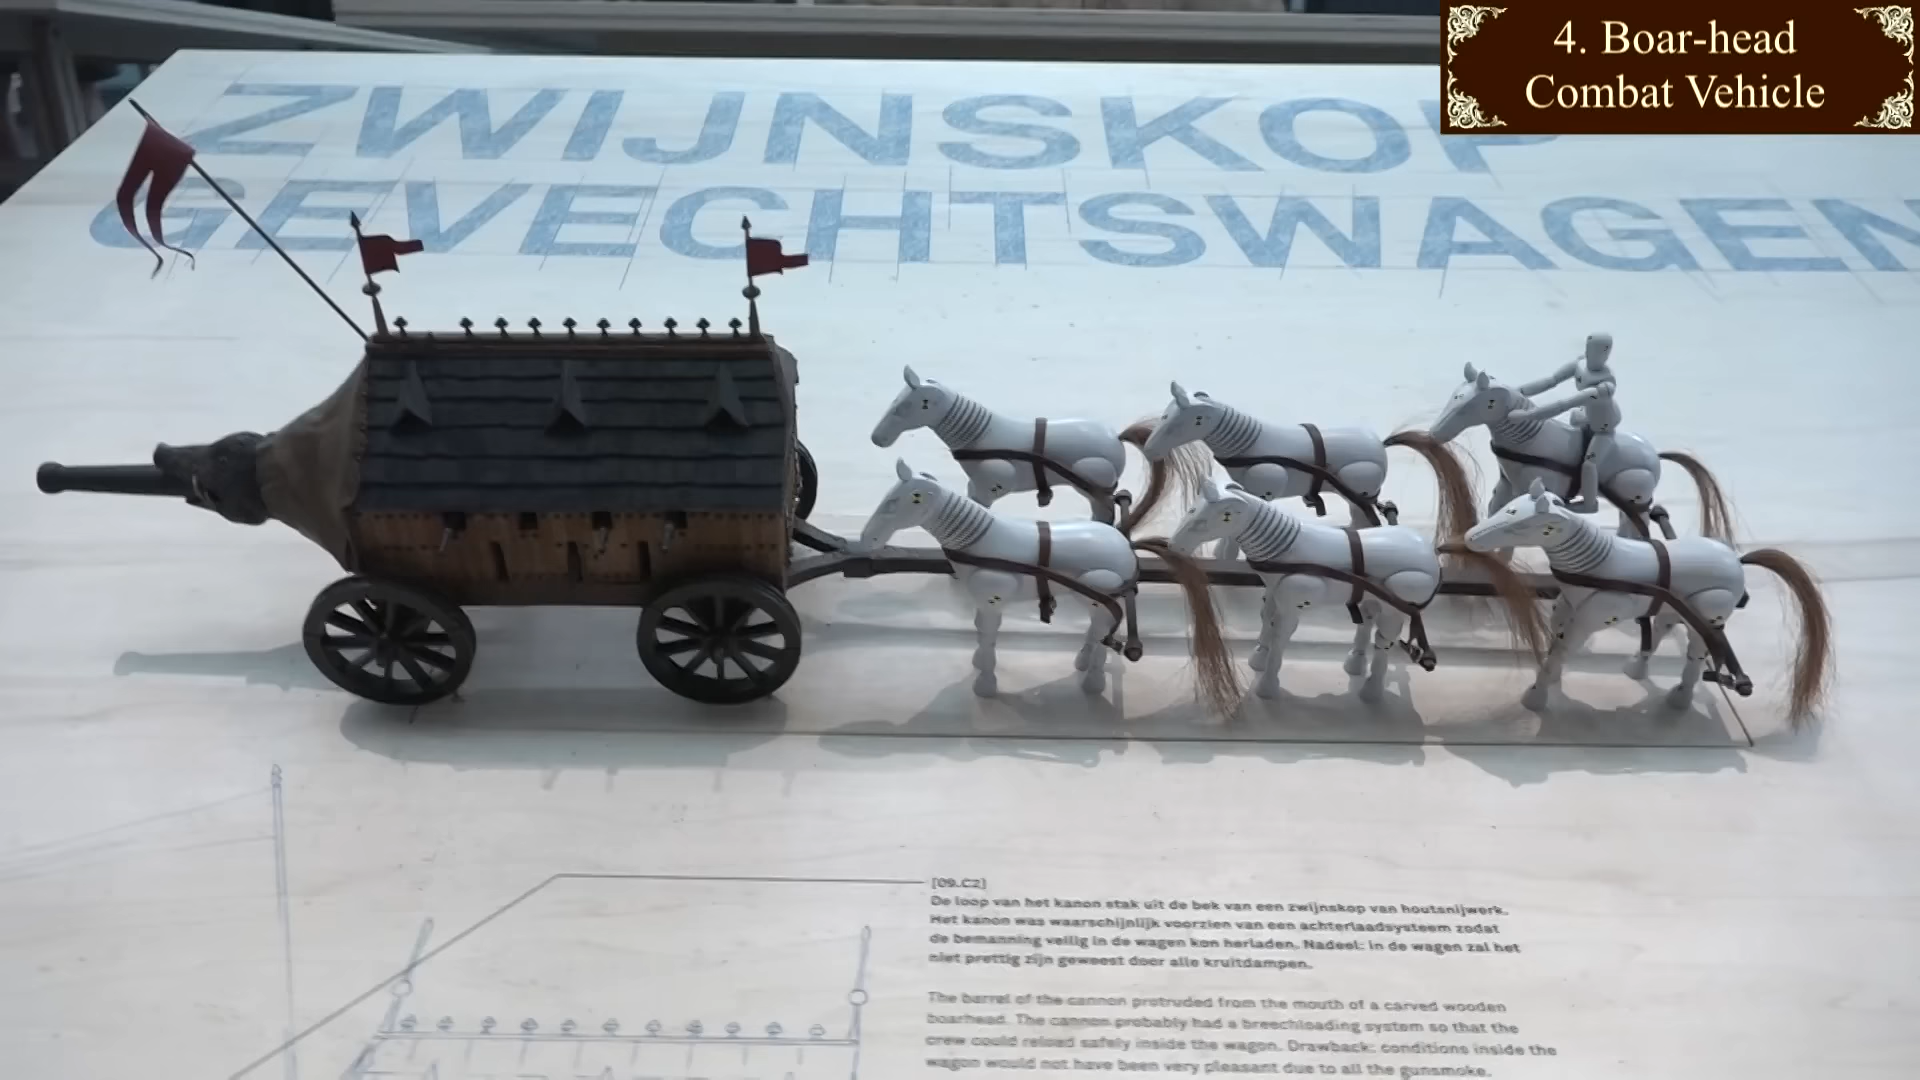 4. Boar-head
Combat Vehicle
ZWIJNSKOP
GEVECHTSWAGEN
[09.C2]
De loop van het kanon stak uit de bek van een zwijnskop van houtsnijwerk.
Het kanon was waarschijnlijk voorzien van een achterlaadsysteem zodat
de bemanning veilig in de wagen kon herladen. Nadeel: in de wagen zal het
niet prettig zijn geweest door alle kruitdampen.
The barrel of the cannon protruded from the mouth of a carved wooden
boarhead. The cannon probably had a breechloading system so that the
crew could reload safely inside the wagon. Drawback: conditions inside the
wagon would not have been very pleasant due to all the gunsmoke.